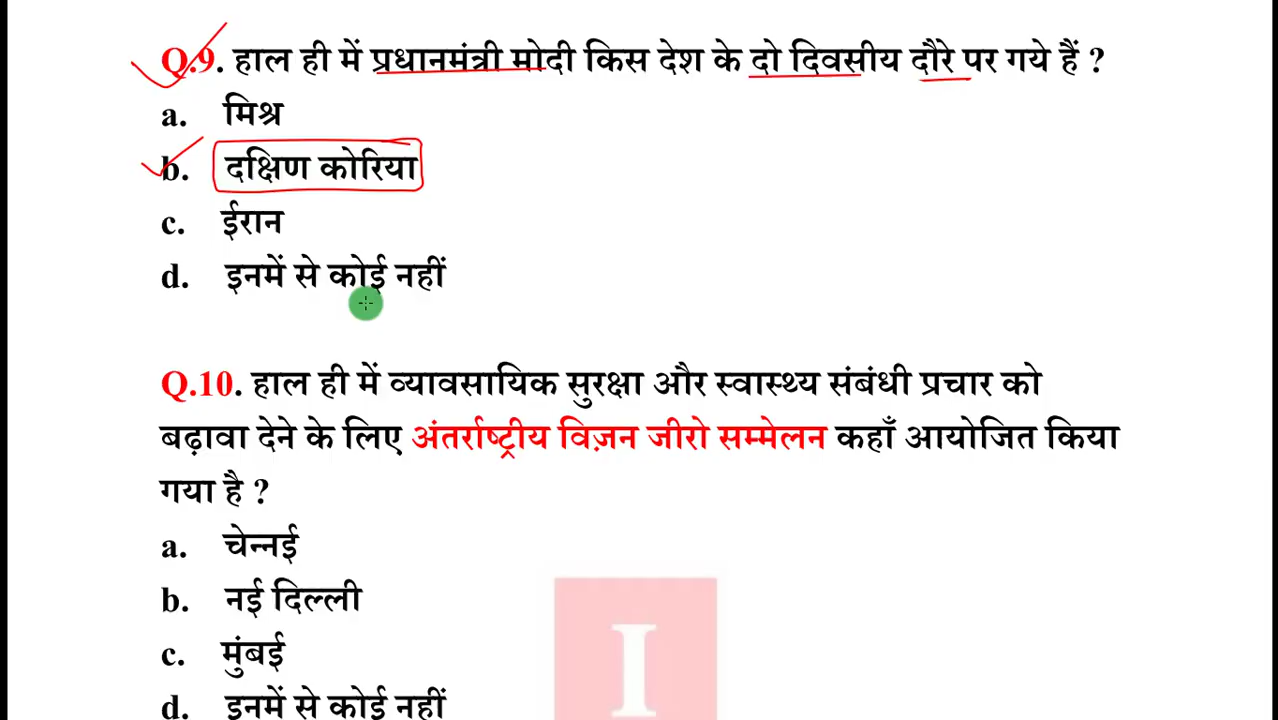 Q.9. हाल ही में प्रधानमंत्री मोदी किस देश के दो दिवसीय दौरे पर गये हैं ?
a. मिश्र
b. दक्षिण कोरिया
c. ईरान
d. इनमें से कोई नहीं
Q.10. हाल ही में व्यावसायिक सुरक्षा और स्वास्थ्य संबंधी प्रचार को
बढ़ावा देने के लिए अंतर्राष्ट्रीय विज़न जीरो सम्मेलन कहाँ आयोजित किया
गया है ?
a. चेन्नई
b. नई दिल्ली
c. मुंबई
d. इनमें से कोई नहीं
I